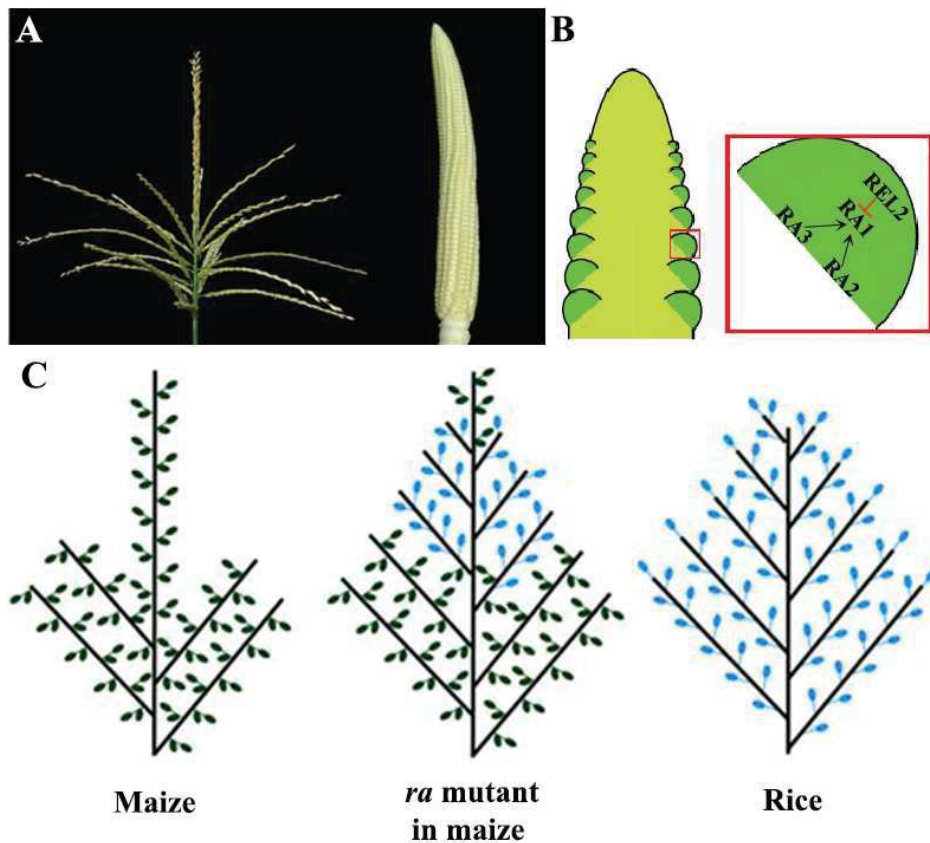 A
B
REL2
RA1
RA3
RA2
C
Maize
ra mutant
in maize
Rice